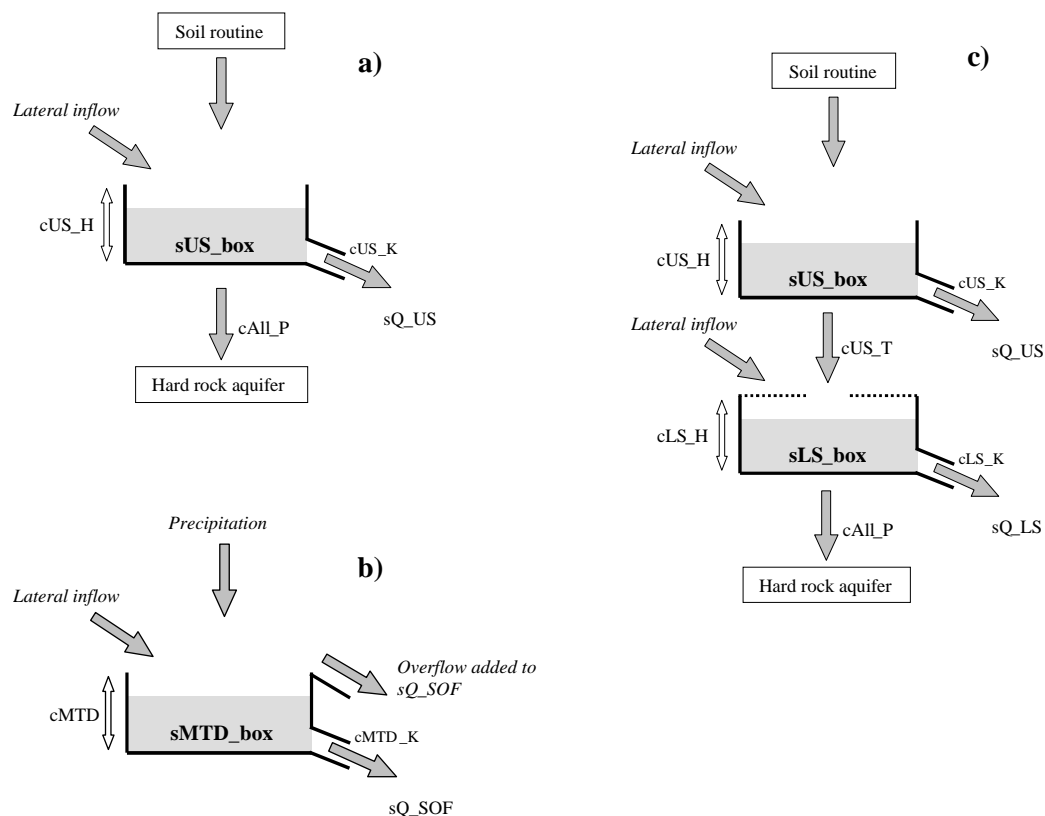 Soil routine
a)
Lateral inflow
cUS_H
sUS_box
cUS_K
sQ_US
cAll_P
Hard rock aquifer
Precipitation
b)
Lateral inflow
Overflow added to
sQ_SOF
cMTD
sMTD_box
cMTD_K
sQ_SOF
c)
Soil routine
Lateral inflow
cUS_H
sUS_box
cUS_K
sQ_US
Lateral inflow
cUS_T
cLS_H
sLS_box
cLS_K
sQ_LS
cAll_P
Hard rock aquifer